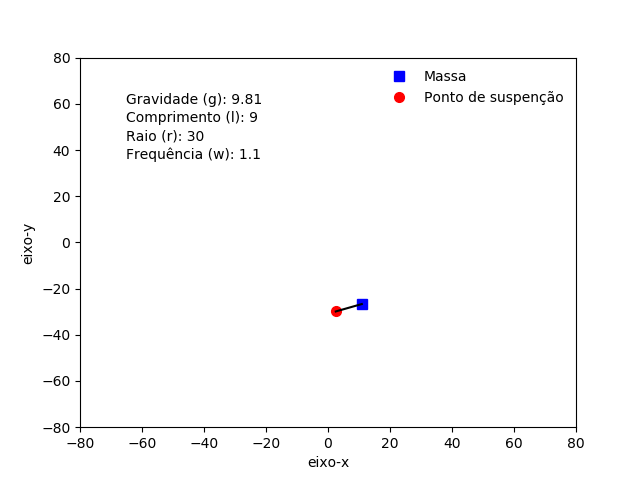 Massa
Ponto de suspenção
Gravidade (g): 9.81
Comprimento (l): 9
Raio (r): 30
Frequência (w): 1.1
80
60
40
20
0
−20
−40
−60
−80
eixo-y
−80 −60 −40 −20 0 20 40 60 80
eixo-x